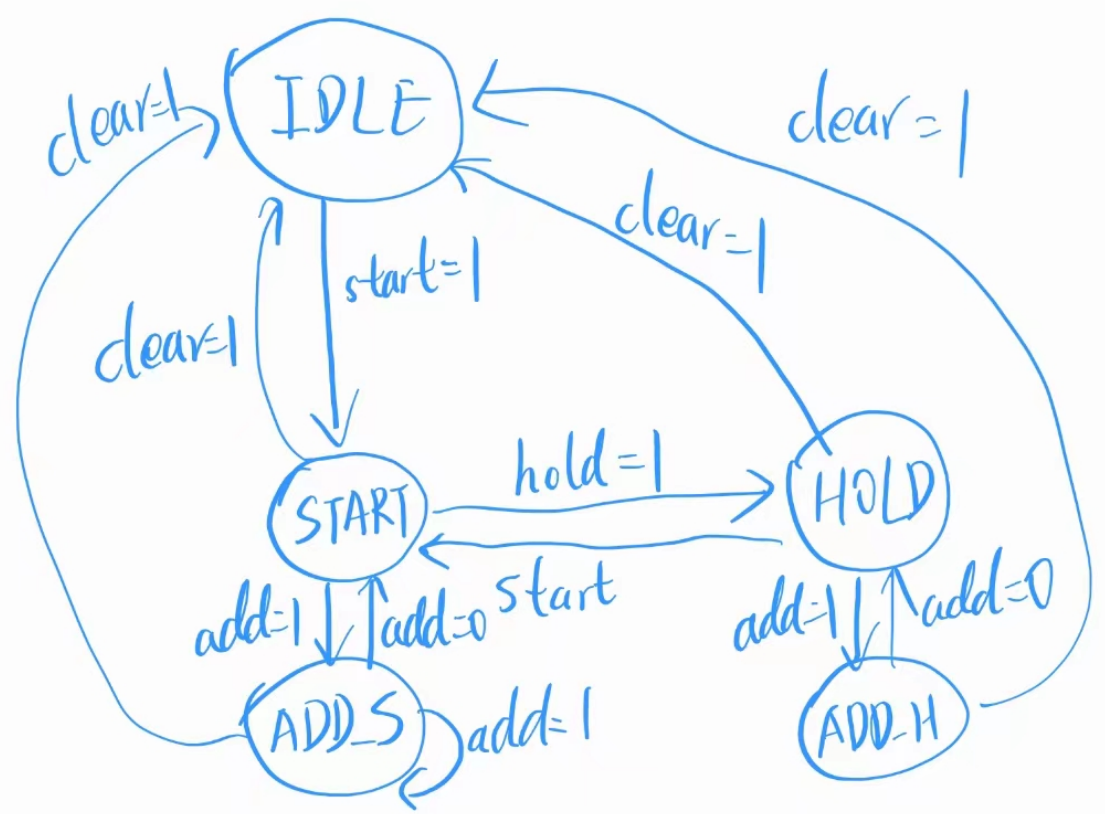 clear=1
IDLE
clear=1
clear=1
start=1
clear=1
hold=1
START
HOLD
start
add=1
add=0
add=1
add=0
ADD_S
add=1
ADD_H